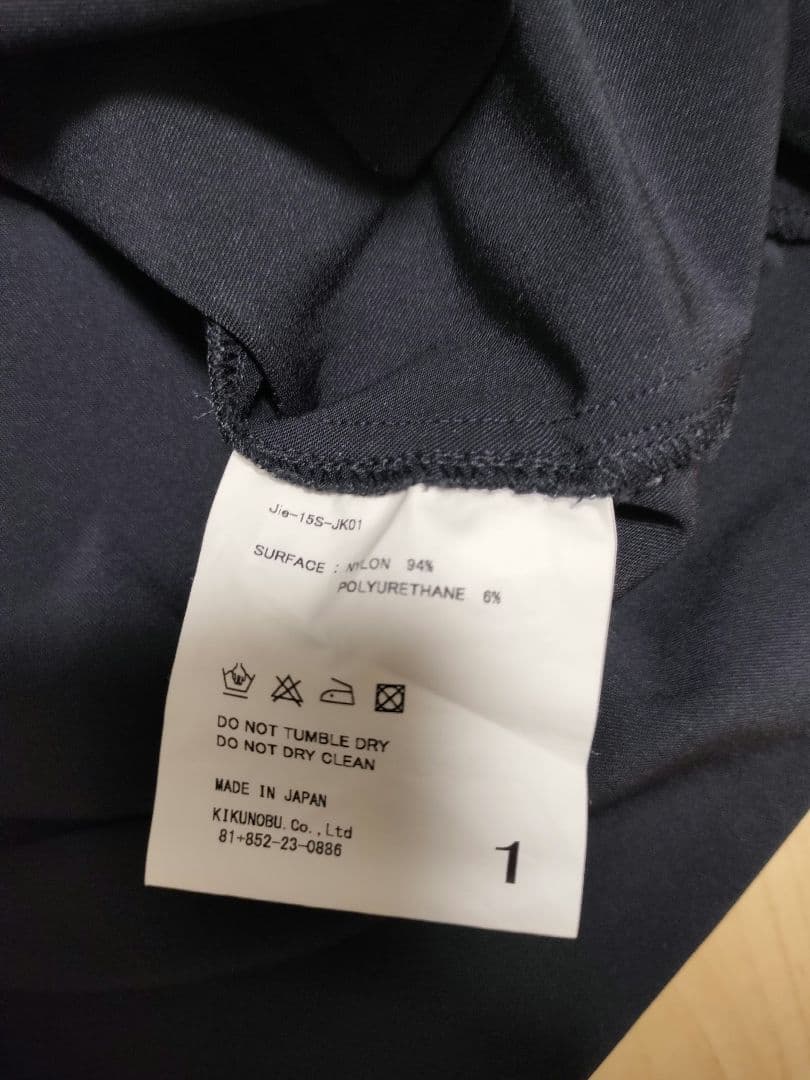 Jie-15S-JK01
SURFACE : NYLON 94%
POLYURETHANE 6%
DO NOT TUMBLE DRY
DO NOT DRY CLEAN
MADE IN JAPAN
KIKUNOBU.Co.,Ltd
81+852-23-0886
1